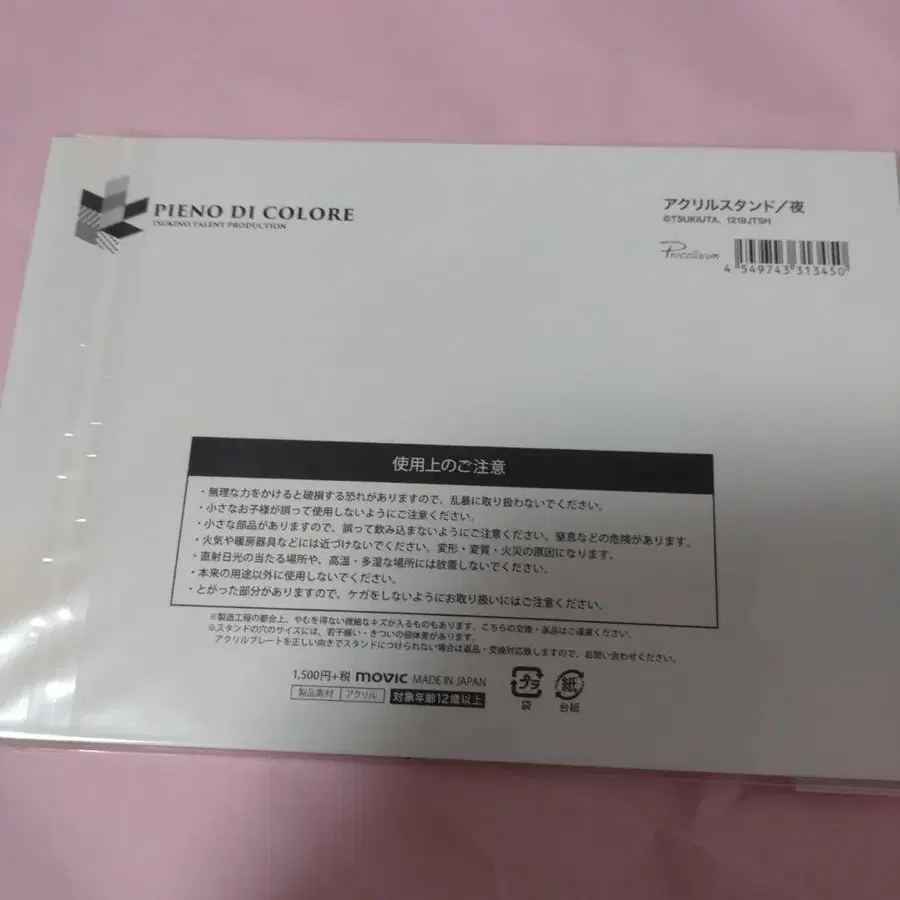 PIENO DI COLORE
TSUKINO TALENT PRODUCTION
アクリルスタンド／夜
©TSUKIUTA. 1219JTSH
Procellarum
4 549743 313450
使用上のご注意
・無理な力をかけると破損する恐れがありますので、乱暴に取り扱わないでください。
・小さなお子様が誤って使用しないようにご注意ください。
・小さな部品がありますので、誤って飲み込まないようにご注意ください。窒息などの危険があります。
・火気や暖房器具などには近づけないでください。変形・変質・火災の原因になります。
・直射日光の当たる場所や、高温・多湿な場所には放置しないでください。
・本来の用途以外に使用しないでください。
・とがった部分がありますので、ケガをしないようにお取り扱いにはご注意ください。
※製造工程の都合上、やむを得ない微細なキズが入るものもあります。こちらの交換・返品はご遠慮ください。
※スタンドの穴のサイズには、若干緩い・きついの個体差があります。
アクリルプレートを正しい向きでスタンドにつけられない場合は返品・交換対応致しますので、お問い合わせください。
1,500円+税 movic MADE IN JAPAN
製品素材 アクリル 対象年齢12歳以上
プラ 紙
袋 台紙